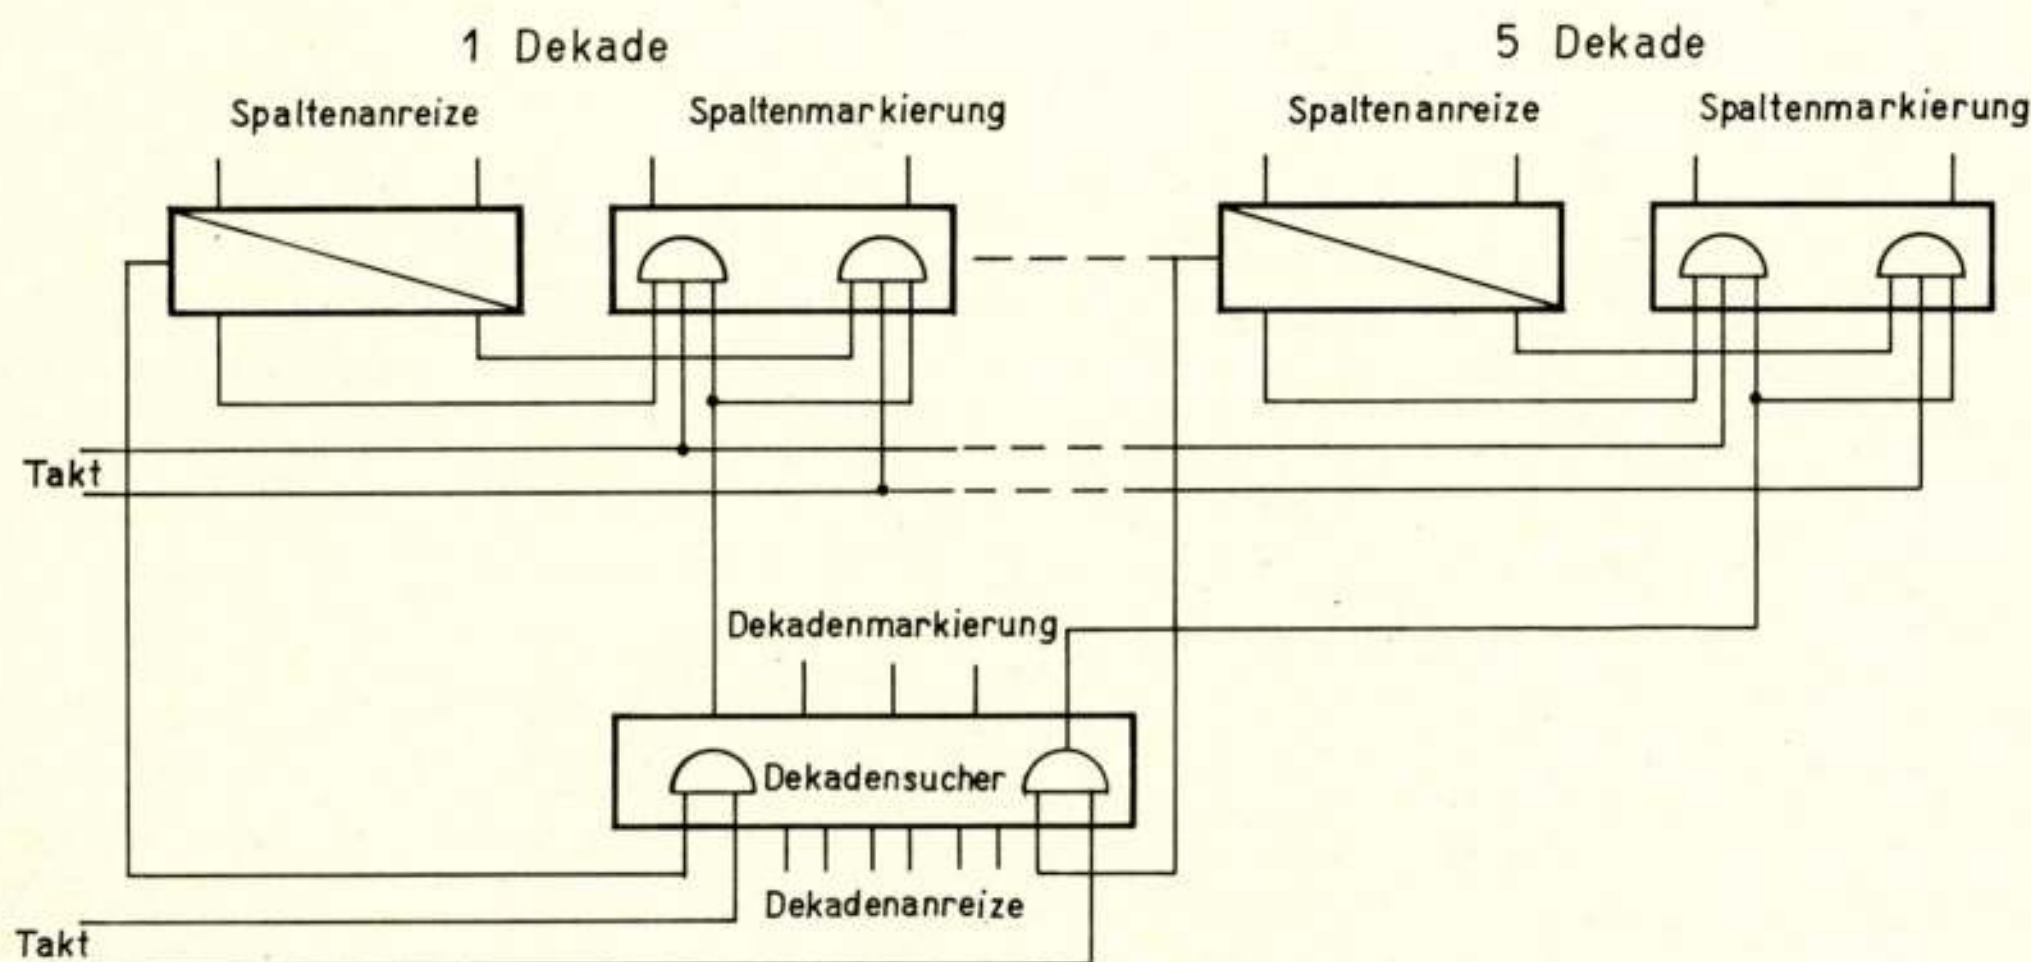 1 Dekade
5 Dekade
Spaltenanreize
Spaltenmarkierung
Spaltenanreize
Spaltenmarkierung
Takt
Dekadenmarkierung
Dekadensucher
Dekadenanreize
Takt